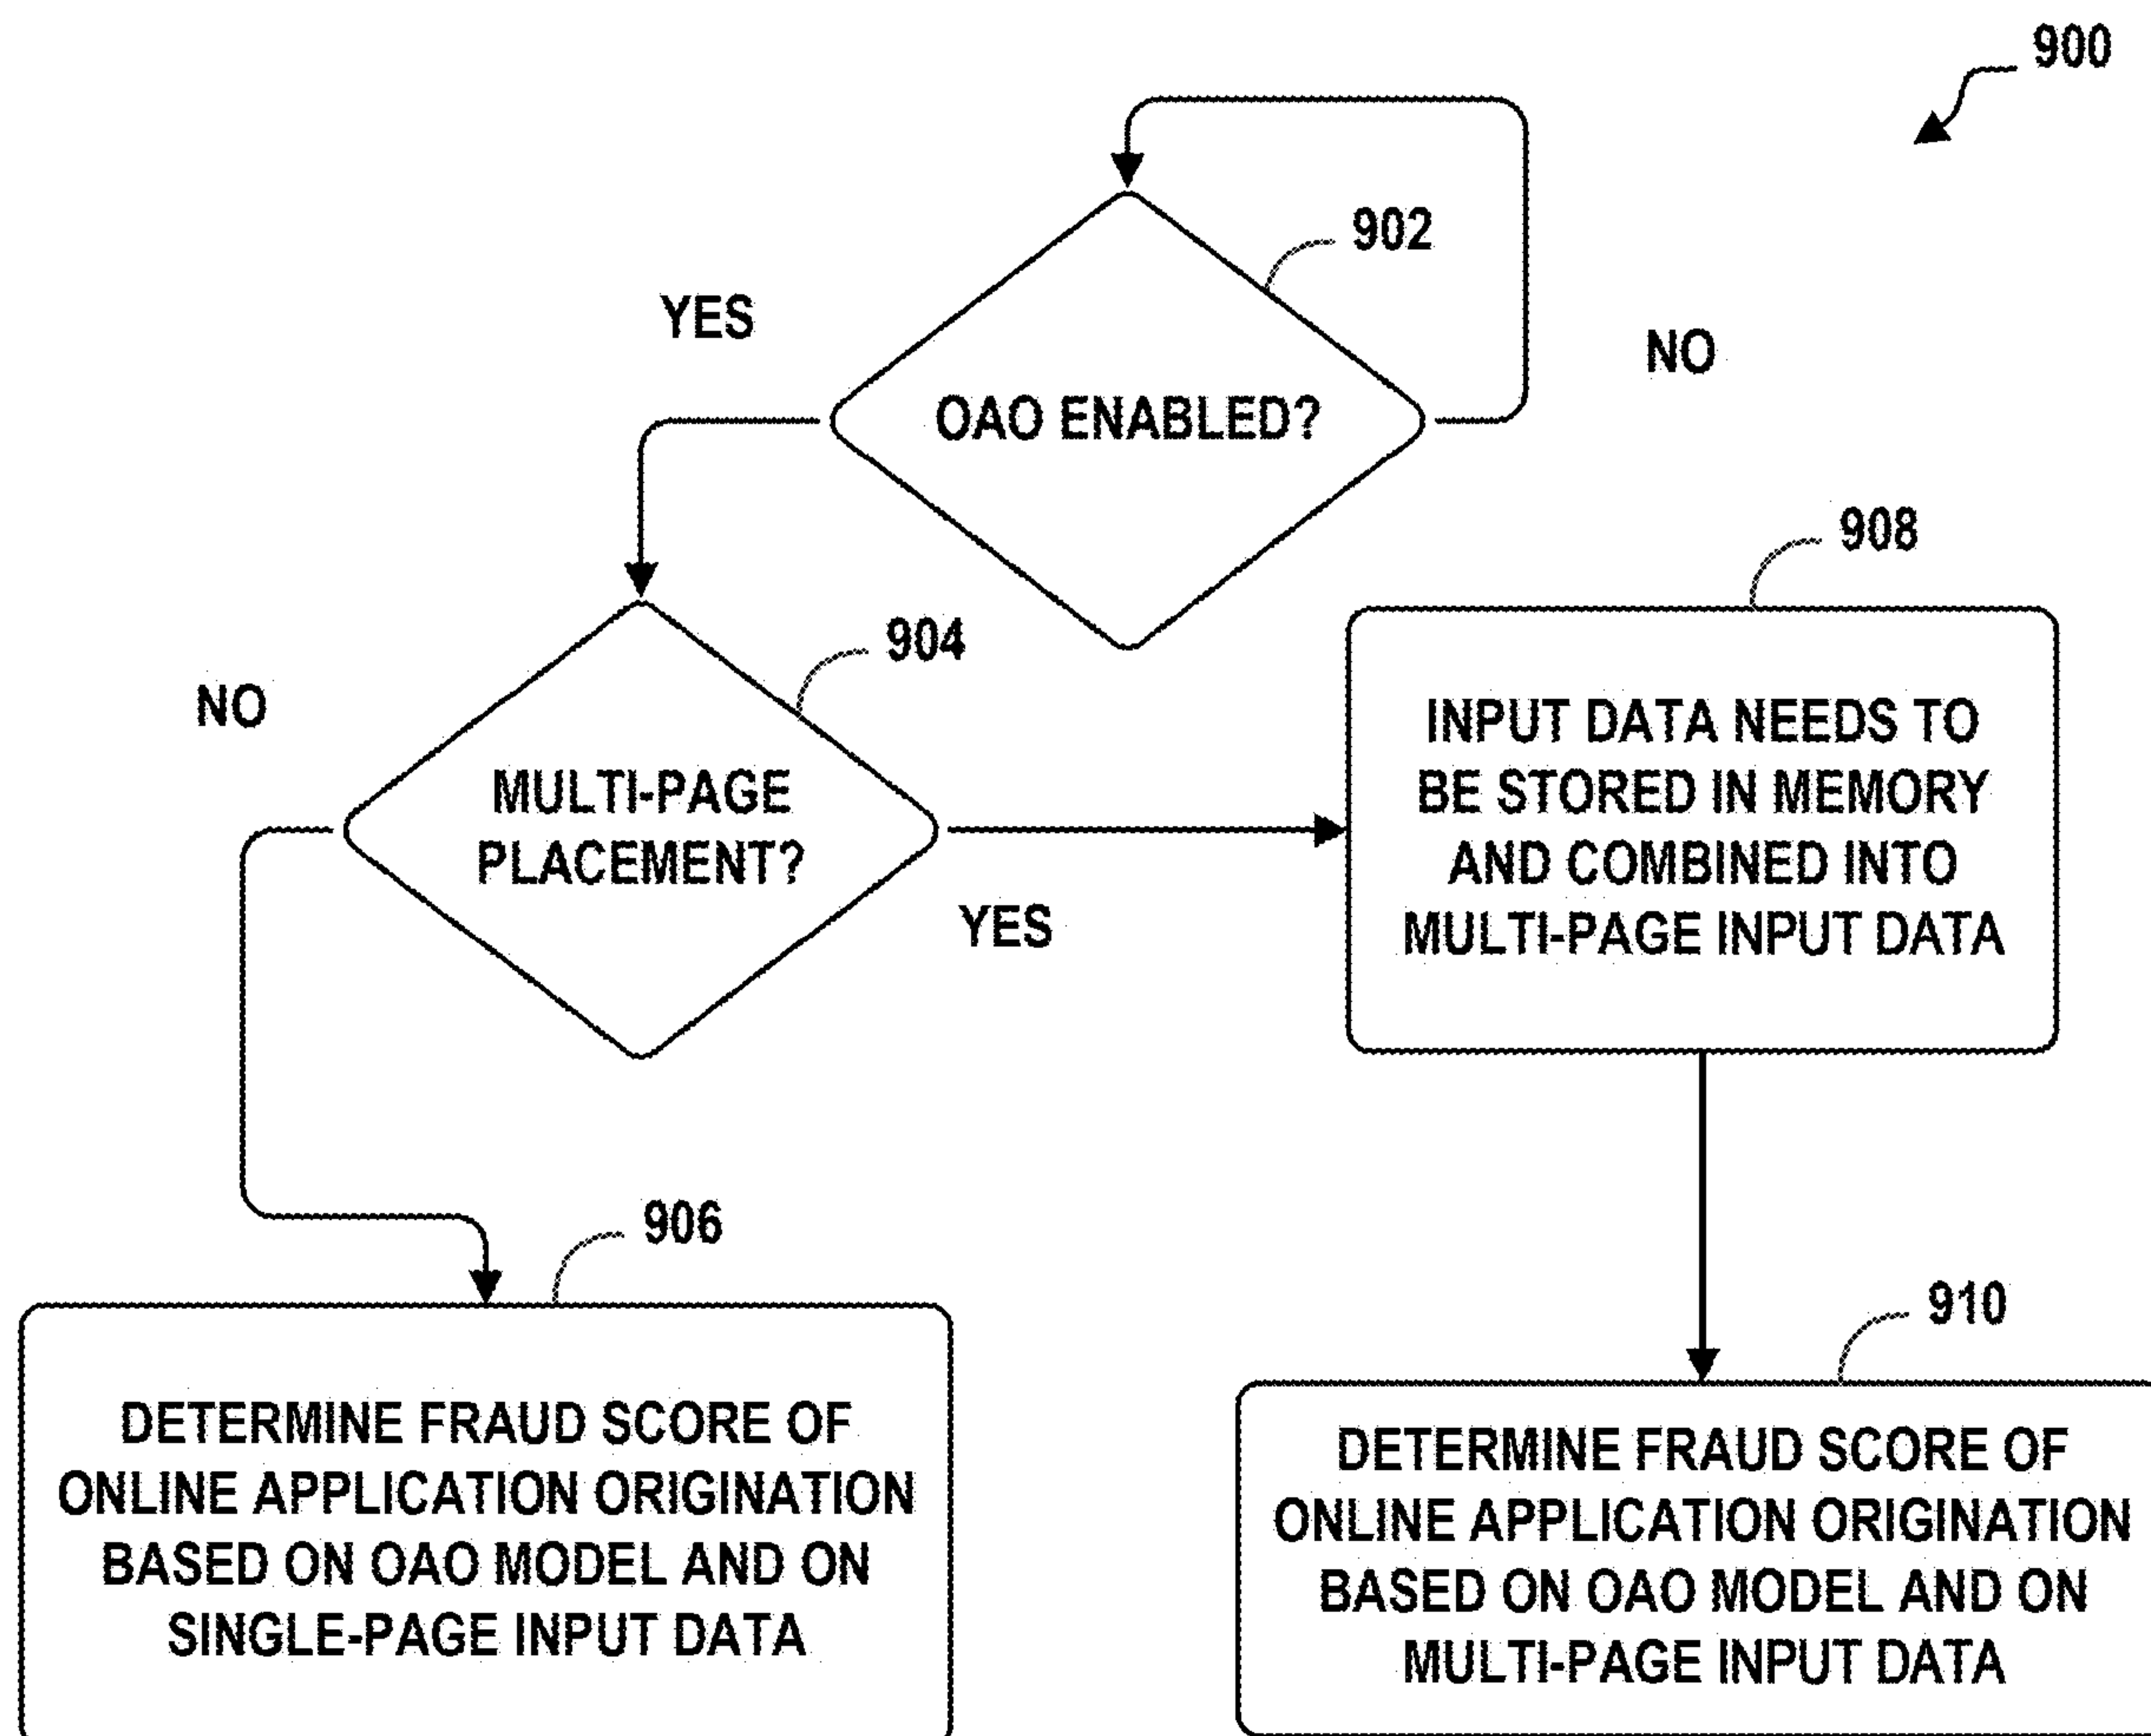 900
902
YES
NO
OAO ENABLED?
908
904
NO
INPUT DATA NEEDS TO
BE STORED IN MEMORY
AND COMBINED INTO
MULTI-PAGE INPUT DATA
MULTI-PAGE
PLACEMENT?
YES
906
910
DETERMINE FRAUD SCORE OF
ONLINE APPLICATION ORIGINATION
BASED ON OAO MODEL AND ON
SINGLE-PAGE INPUT DATA
DETERMINE FRAUD SCORE OF
ONLINE APPLICATION ORIGINATION
BASED ON OAO MODEL AND ON
MULTI-PAGE INPUT DATA